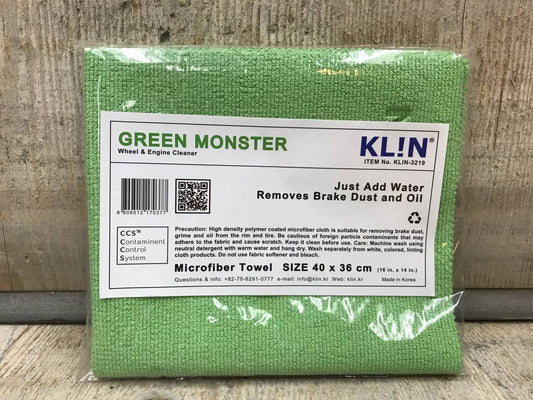 GREEN MONSTER
Wheel & Engine Cleaner
KL!N®
ITEM No. KLIN-3219
Just Add Water
Removes Brake Dust and Oil
8 809512 170377
CCS™
Contaminent
Control
System
Precaution: High density polymer coated microfiber cloth is suitable for removing brake dust,
grime and oil from the rim and tire. Be cautious of foreign particle contaminents that may
adhere to the fabric and cause scratch. Keep it clean before use. Care: Machine wash using
neutral detergent with warm water and hang dry. Wash separately from white, colored, linting
cloth products. Do not use fabric softener and bleach.
Microfiber Towel SIZE 40 x 36 cm (16 in. x 14 in.)
Questions & info: +82-70-8291-0777 e-mail: info@klin.kr Web: klin.kr
Made in Korea